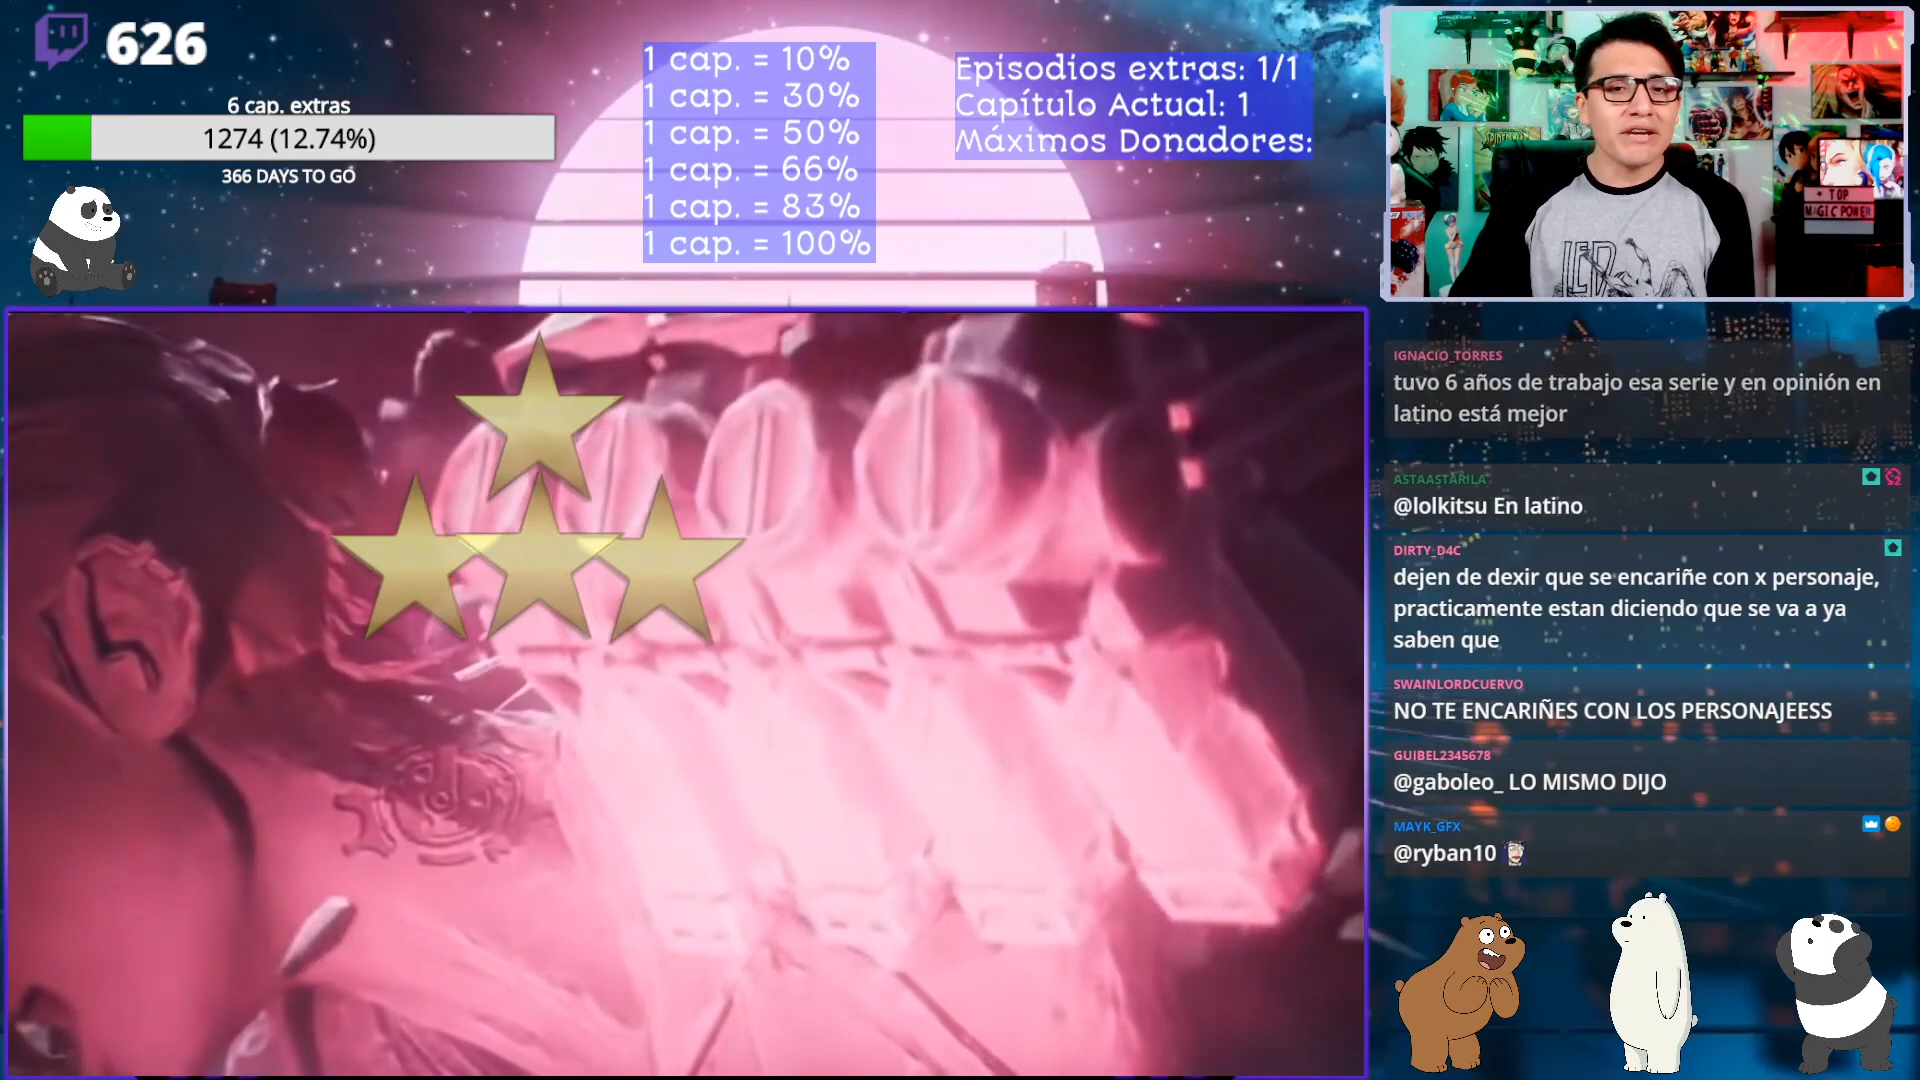 626
6 cap. extras
1274 (12.74%)
366 DAYS TO GO
1 cap. = 10%
1 cap. = 30%
1 cap. = 50%
1 cap. = 66%
1 cap. = 83%
1 cap. = 100%
Episodios extras: 1/1
Capítulo Actual: 1
Máximos Donadores:
TOP
MAGIC POWER
IGNACIO_TORRES
tuvo 6 años de trabajo esa serie y en opinión en
latino está mejor
ASTAASTARILA
@lolkitsu En latino
DIRTY_D4C
dejen de dexir que se encariñe con x personaje,
practicamente estan diciendo que se va a ya
saben que
SWAINLORDCUERVO
NO TE ENCARIÑES CON LOS PERSONAJEESS
GUIBEL2345678
@gaboleo_ LO MISMO DIJO
MAYK_GFX
@ryban10